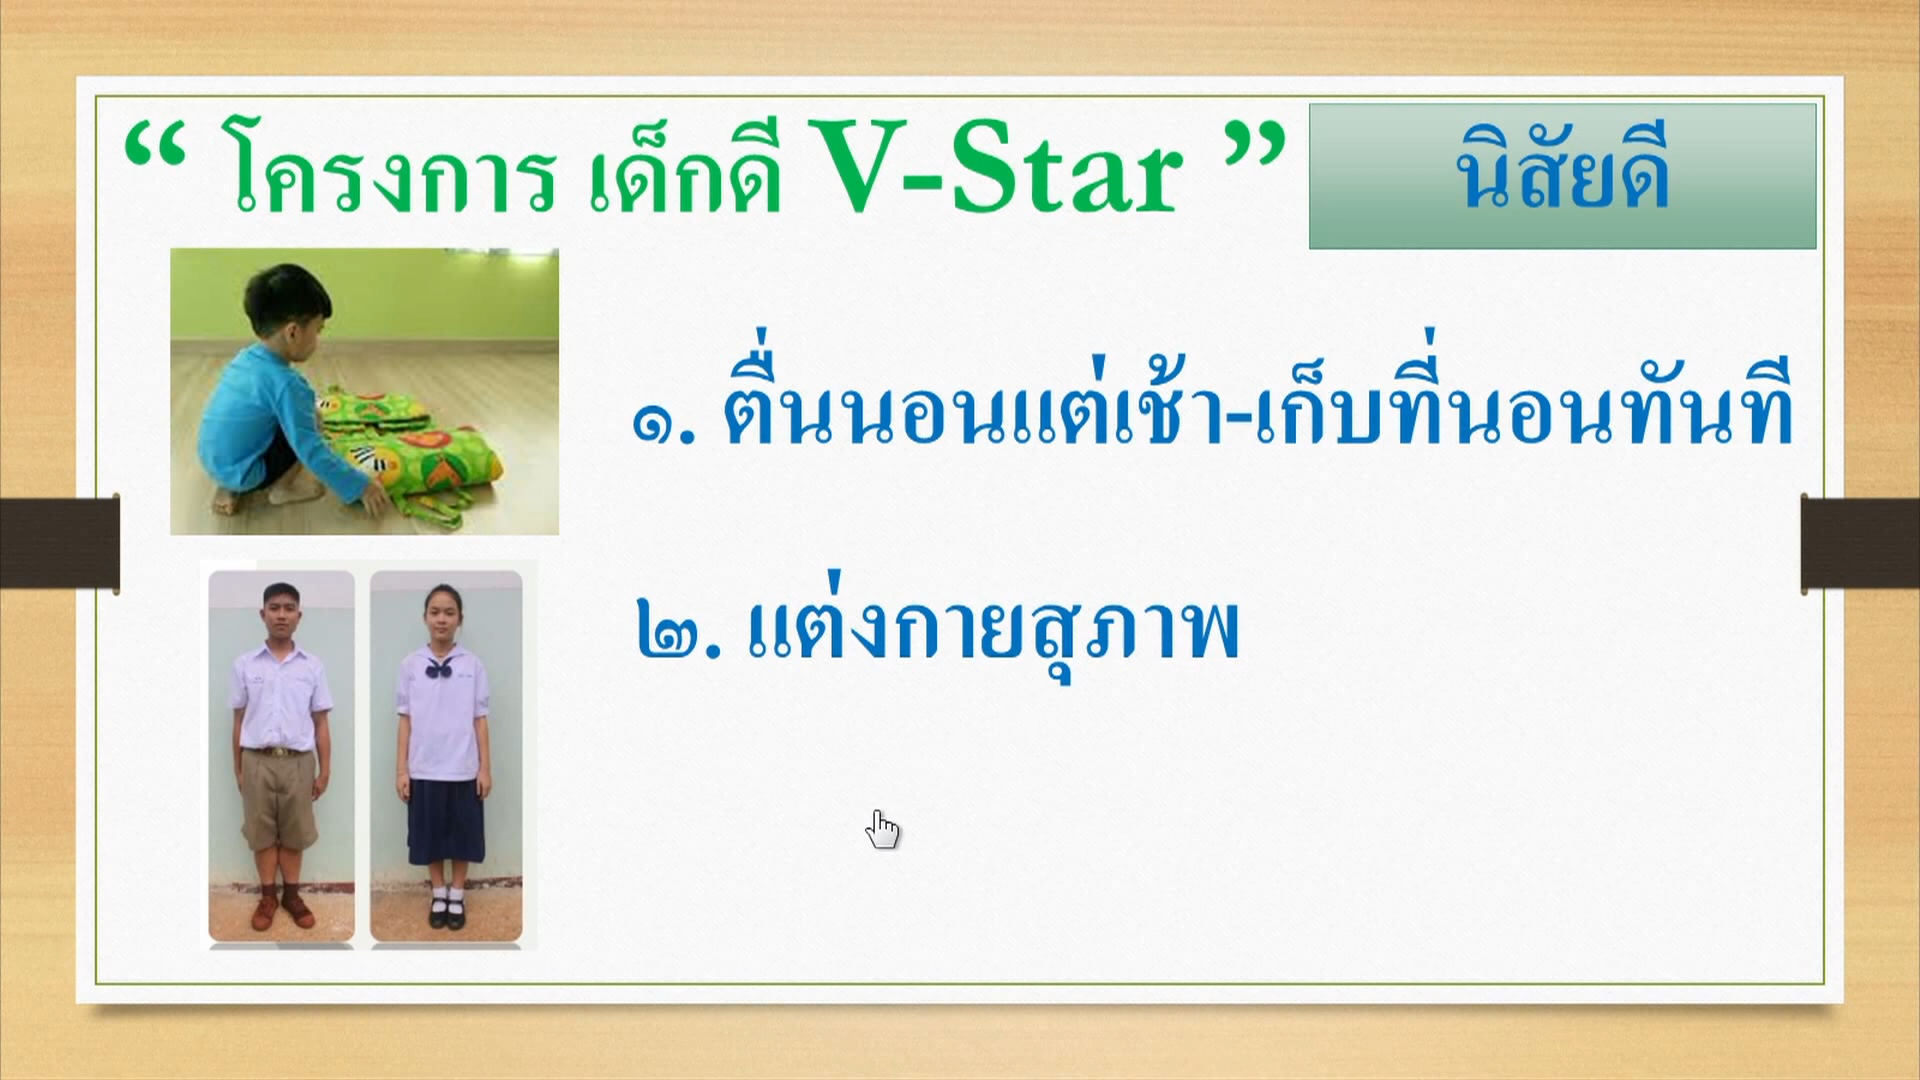 “ โครงการ เด็กดี V-Star ”
นิสัยดี
๑. ตื่นนอนแต่เช้า-เก็บที่นอนทันที
๒. แต่งกายสุภาพ